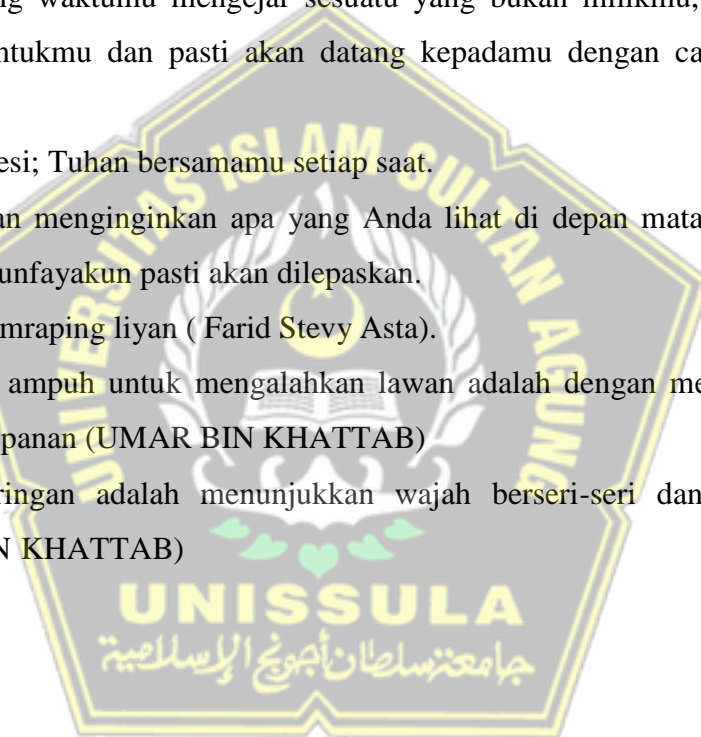 g waktumu mengejar sesuatu yang bukan milikmu,
ntukmu dan pasti akan datang kepadamu dengan ca
esi; Tuhan bersamamu setiap saat.
an menginginkan apa yang Anda lihat di depan mata
unfayakun pasti akan dilepaskan.
mraping liyan ( Farid Stevy Asta).
ampuh untuk mengalahkan lawan adalah dengan me
panan (UMAR BIN KHATTAB)
ringan adalah menunjukkan wajah berseri-seri dan
N KHATTAB)
UNIVERSITAS ISLAM SULTAN AGUNG
UNISSULA
جامعة سلطان أجونج الإسلامية